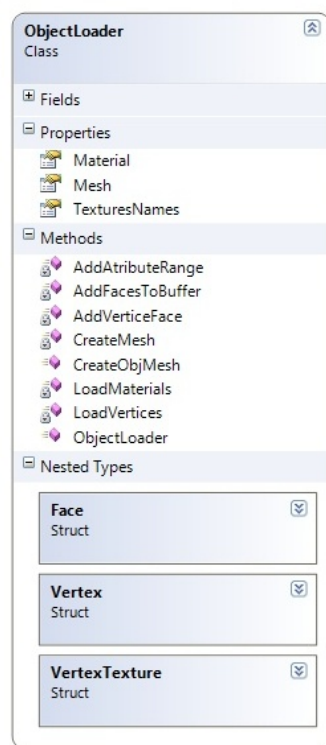 ObjectLoader
Class
Fields
Properties
Material
Mesh
TexturesNames
Methods
AddAtributeRange
AddFacesToBuffer
AddVerticeFace
CreateMesh
CreateObjMesh
LoadMaterials
LoadVertices
ObjectLoader
Nested Types
Face
Struct
Vertex
Struct
VertexTexture
Struct